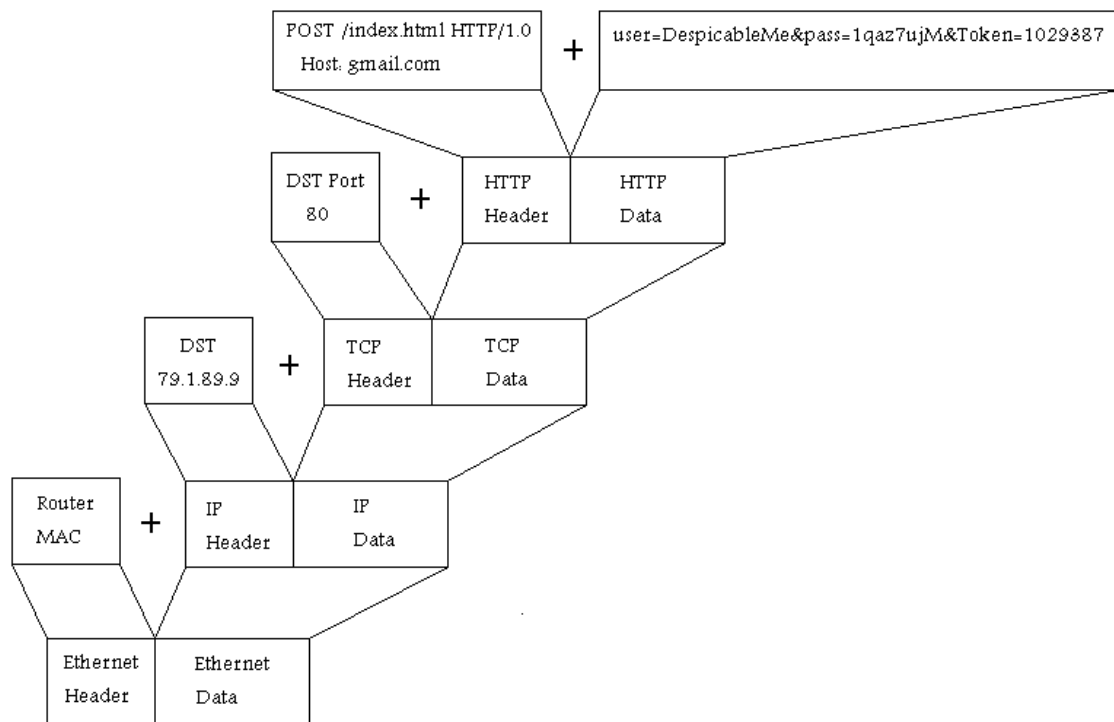 POST /index.html HTTP/1.0
Host: gmail.com
+
user=DespicableMe&pass=1qaz7ujM&Token=1029387
DST Port
80
+
HTTP
Header
HTTP
Data
DST
79.1.89.9
+
TCP
Header
TCP
Data
Router
MAC
+
IP
Header
IP
Data
Ethernet
Header
Ethernet
Data